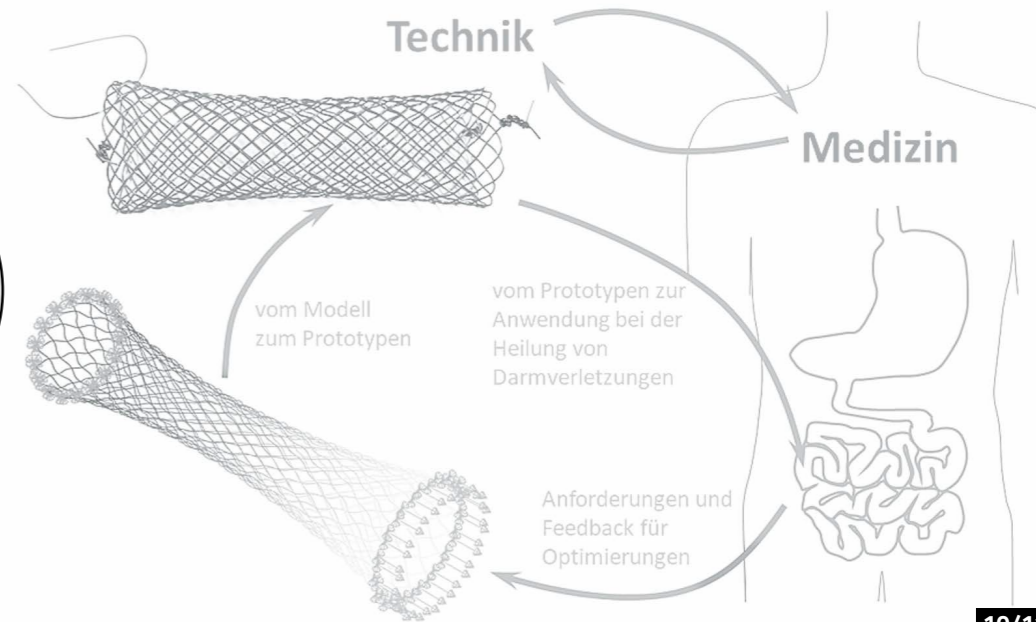 Technik
Medizin
vom Modell
zum Prototypen
vom Prototypen zur
Anwendung bei der
Heilung von
Darmverletzungen
Anforderungen und
Feedback für
Optimierungen